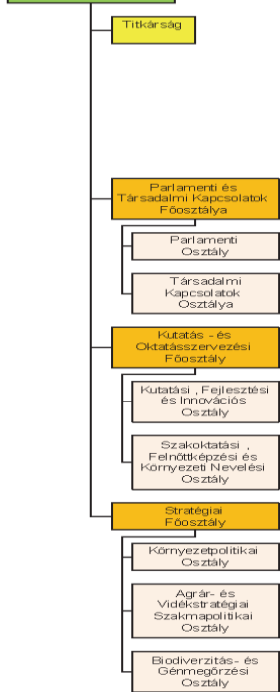 Titkárság
Parlamenti és
Társadalmi Kapcsolatok
Főosztálya
Parlamenti
Osztály
Társadalmi
Kapcsolatok
Osztálya
Kutatás - és
Oktatásszervezési
Főosztály
Kutatási , Fejlesztési
és Innovációs
Osztály
Szakoktatási ,
Felnőttképzési és
Környezeti Nevelési
Osztály
Stratégiai
Főosztály
Környezetpolitikai
Osztály
Agrár- és
Vidékstratégiai
Szakmapolitikai
Osztály
Biodiverzitás- és
Génmegőrzési
Osztály